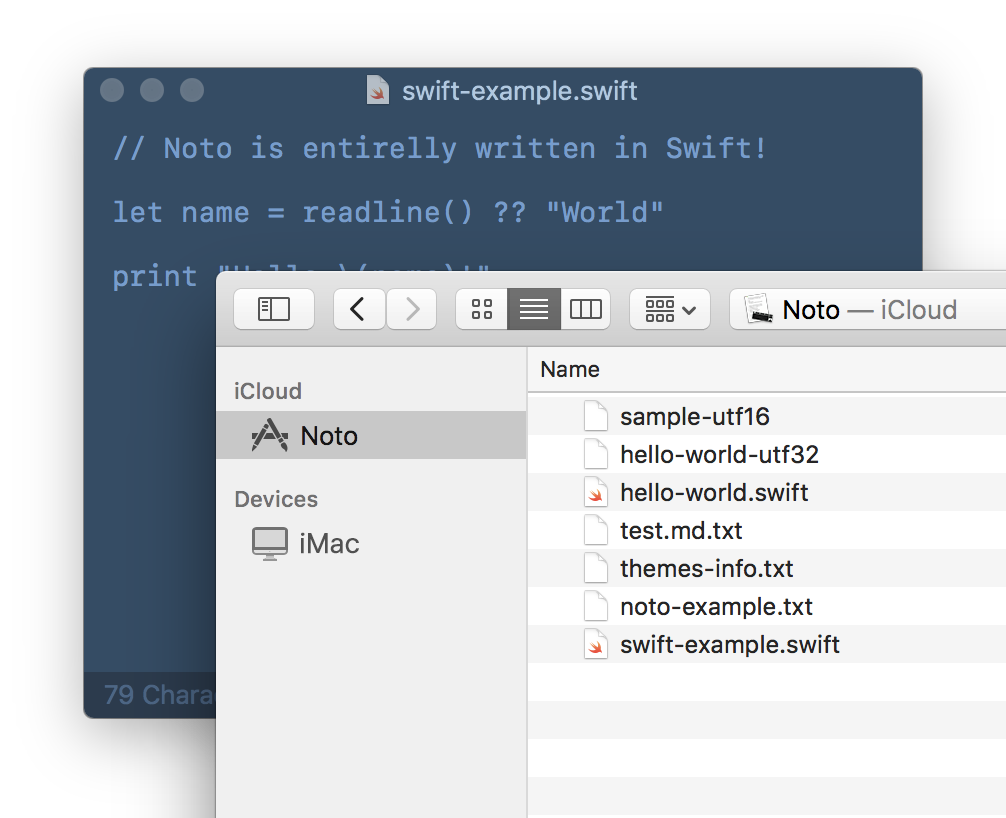 swift-example.swift
// Noto is entirelly written in Swift!
let name = readline() ?? "World"
print "Hello \(name)!"
79 Chara
Noto — iCloud
iCloud
Noto
Devices
iMac
Name
sample-utf16
hello-world-utf32
hello-world.swift
test.md.txt
themes-info.txt
noto-example.txt
swift-example.swift